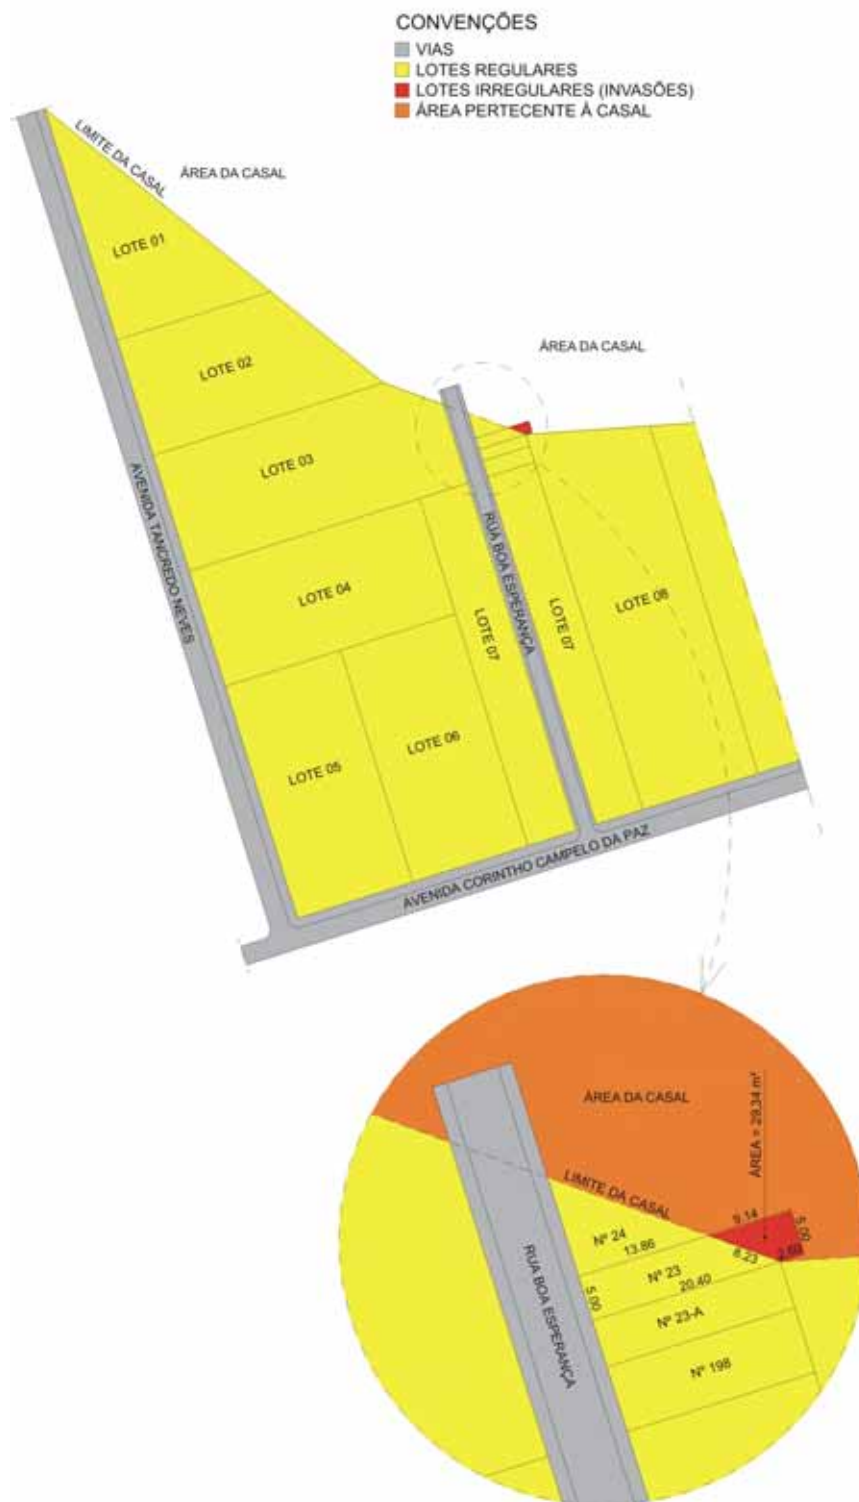 CONVENÇÕES
VIAS
LOTES REGULARES
LOTES IRREGULARES (INVASÕES)
ÁREA PERTECENTE À CASAL
LIMITE DA CASAL
ÁREA DA CASAL
LOTE 01
ÁREA DA CASAL
LOTE 02
LOTE 03
AVENIDA TANCREDO NEVES
RUA BOA ESPERANÇA
LOTE 04
LOTE 07
LOTE 07
LOTE 08
LOTE 05
LOTE 06
AVENIDA CORINTHO CAMPELO DA PAZ
ÁREA DA CASAL
ÁREA = 29,34 m²
LIMITE DA CASAL
9.14
5.00
Nº 24
13.86
8.23
Nº 23
20.40
5.00
Nº 23-A
RUA BOA ESPERANÇA
Nº 198